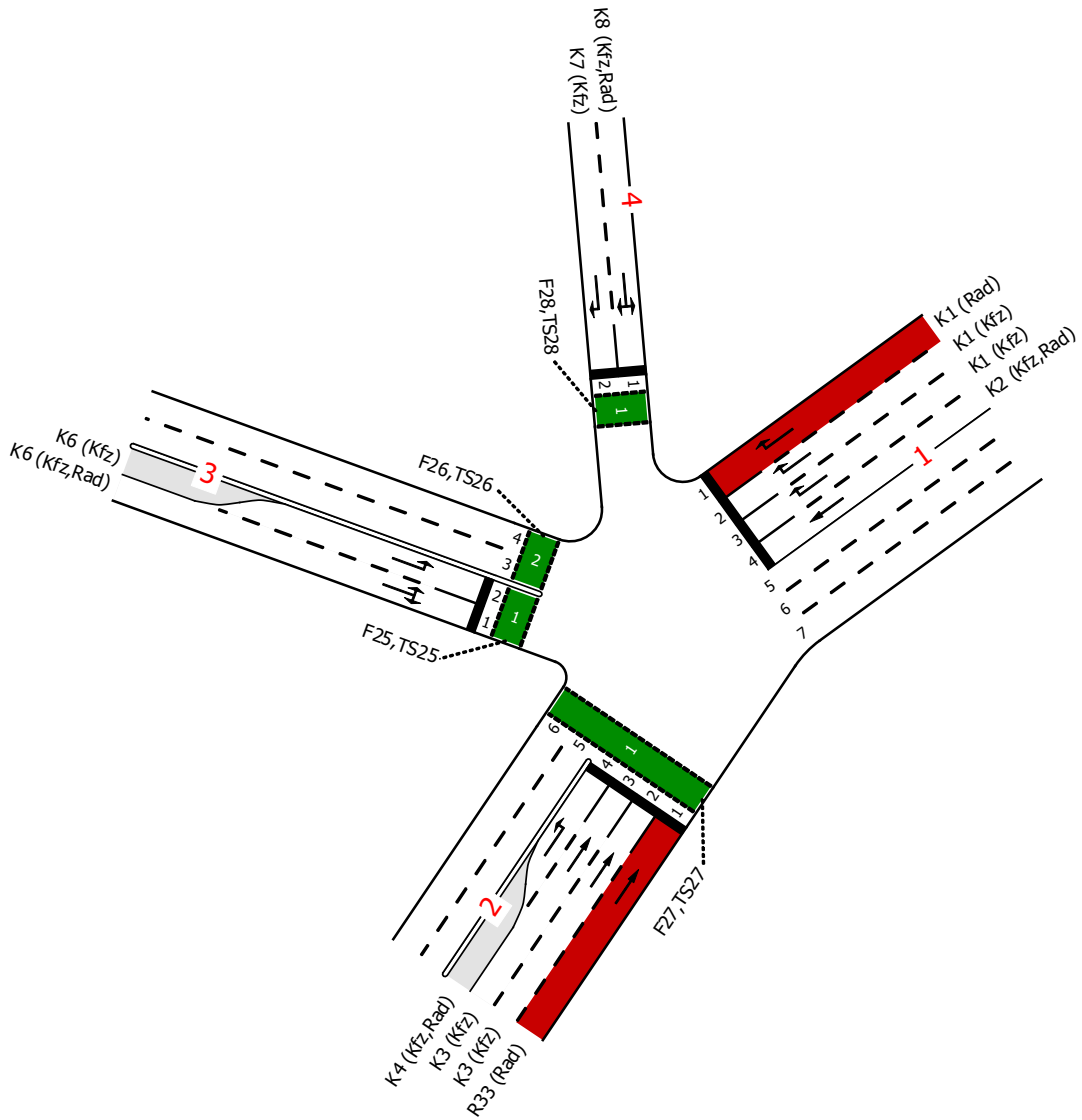 K8 (Kfz,Rad)
K7 (Kfz)
4
1
2
F28,TS28
1
K1 (Rad)
K1 (Kfz)
K1 (Kfz)
K2 (Kfz,Rad)
1
1
2
3
4
5
6
7
K6 (Kfz)
K6 (Kfz,Rad)
3
F26,TS26
4
3
2
1
2
1
F25,TS25
6
5
4
3
2
1
1
2
F27,TS27
K4 (Kfz,Rad)
K3 (Kfz)
K3 (Kfz)
R33 (Rad)